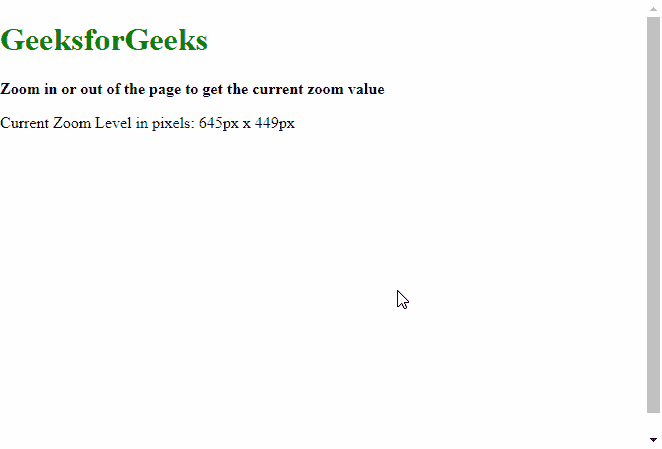 GeeksforGeeks
Zoom in or out of the page to get the current zoom value
Current Zoom Level in pixels: 645px x 449px